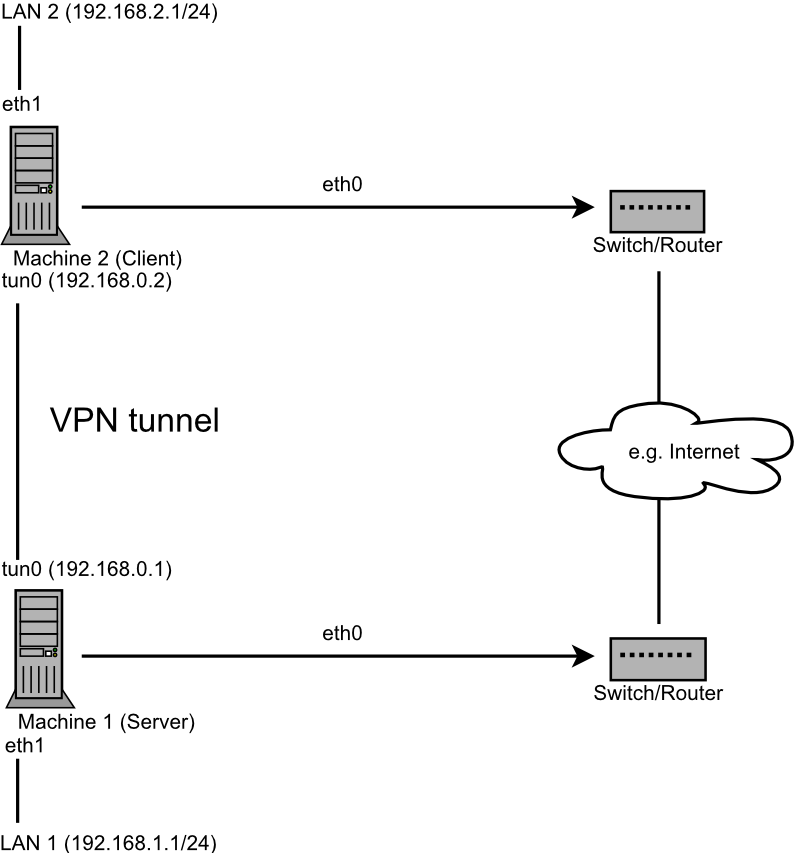 LAN 2 (192.168.2.1/24)
eth1
eth0
Switch/Router
Machine 2 (Client)
tun0 (192.168.0.2)
VPN tunnel
e.g. Internet
tun0 (192.168.0.1)
eth0
Switch/Router
Machine 1 (Server)
eth1
LAN 1 (192.168.1.1/24)